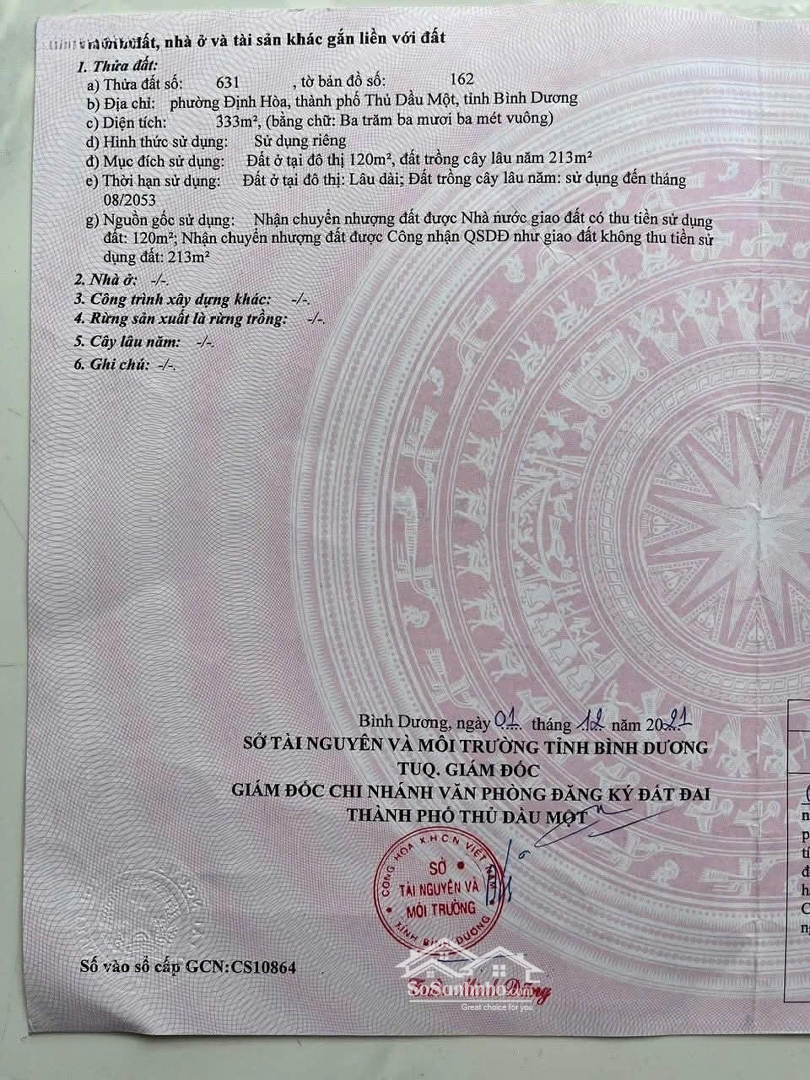 đất, nhà ở và tài sản khác gắn liền với đất
1. Thửa đất:
a) Thửa đất số: 631 , tờ bản đồ số: 162
b) Địa chỉ: phường Định Hòa, thành phố Thủ Dầu Một, tỉnh Bình Dương
c) Diện tích: 333m², (bằng chữ: Ba trăm ba mươi ba mét vuông)
d) Hình thức sử dụng: Sử dụng riêng
đ) Mục đích sử dụng: Đất ở tại đô thị 120m², đất trồng cây lâu năm 213m²
e) Thời hạn sử dụng: Đất ở tại đô thị: Lâu dài; Đất trồng cây lâu năm: sử dụng đến tháng
08/2053
g) Nguồn gốc sử dụng: Nhận chuyển nhượng đất được Nhà nước giao đất có thu tiền sử dụng
đất: 120m²; Nhận chuyển nhượng đất được Công nhận QSDĐ như giao đất không thu tiền sử
dụng đất: 213m²
2. Nhà ở: -/-.
3. Công trình xây dựng khác: -/-.
4. Rừng sản xuất là rừng trồng: -/-.
5. Cây lâu năm: -/-.
6. Ghi chú: -/-.
Bình Dương, ngày 01 tháng 12 năm 2021
SỞ TÀI NGUYÊN VÀ MÔI TRƯỜNG TỈNH BÌNH DƯƠNG
TUQ. GIÁM ĐỐC
GIÁM ĐỐC CHI NHÁNH VĂN PHÒNG ĐĂNG KÝ ĐẤT ĐAI
THÀNH PHỐ THỦ DẦU MỘT
CỘNG HÒA X.H.C.N VIỆT NAM
SỞ
TÀI NGUYÊN VÀ
MÔI TRƯỜNG
TỈNH BÌNH DƯƠNG
Số vào sổ cấp GCN:CS10864
SoSanNha.com
Great choice for you